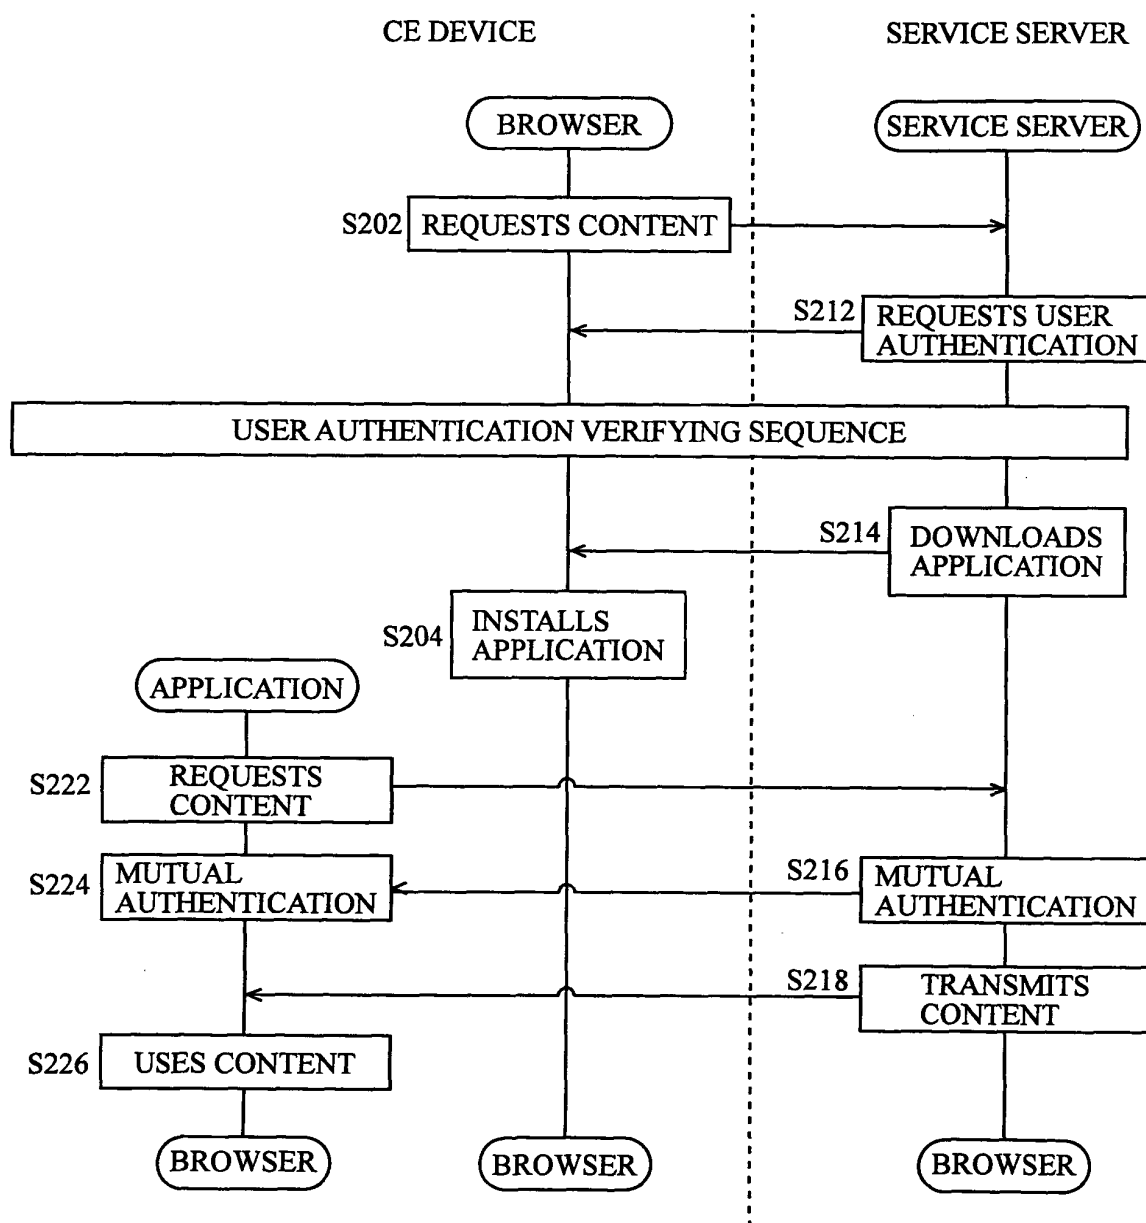 CE DEVICE
SERVICE SERVER
BROWSER
SERVICE SERVER
S202
REQUESTS CONTENT
S212
REQUESTS USER
AUTHENTICATION
USER AUTHENTICATION VERIFYING SEQUENCE
S214
DOWNLOADS
APPLICATION
S204
INSTALLS
APPLICATION
APPLICATION
S222
REQUESTS
CONTENT
S224
MUTUAL
AUTHENTICATION
S216
MUTUAL
AUTHENTICATION
S218
TRANSMITS
CONTENT
S226
USES CONTENT
BROWSER
BROWSER
BROWSER